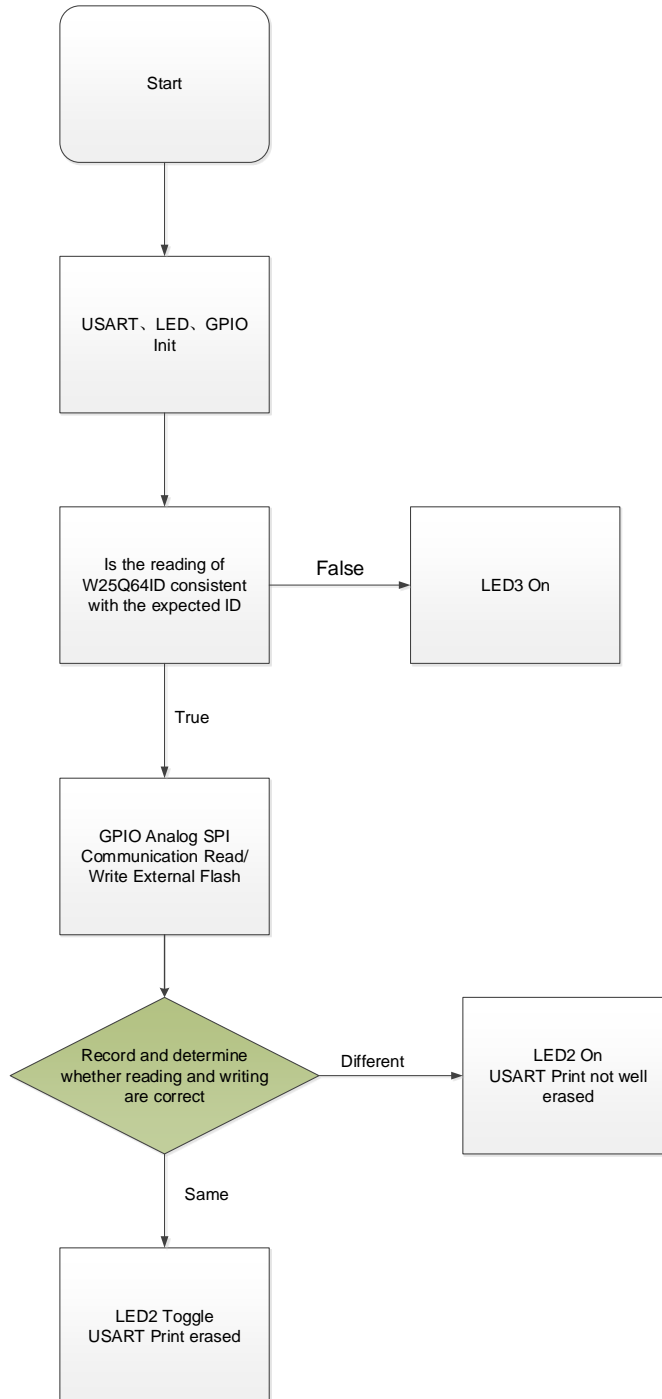 Start
USART、LED、GPIO
Init
Is the reading of
W25Q64ID consistent
with the expected ID
False
LED3 On
True
GPIO Analog SPI
Communication Read/
Write External Flash
Record and determine
whether reading and writing
are correct
Different
LED2 On
USART Print not well
erased
Same
LED2 Toggle
USART Print erased